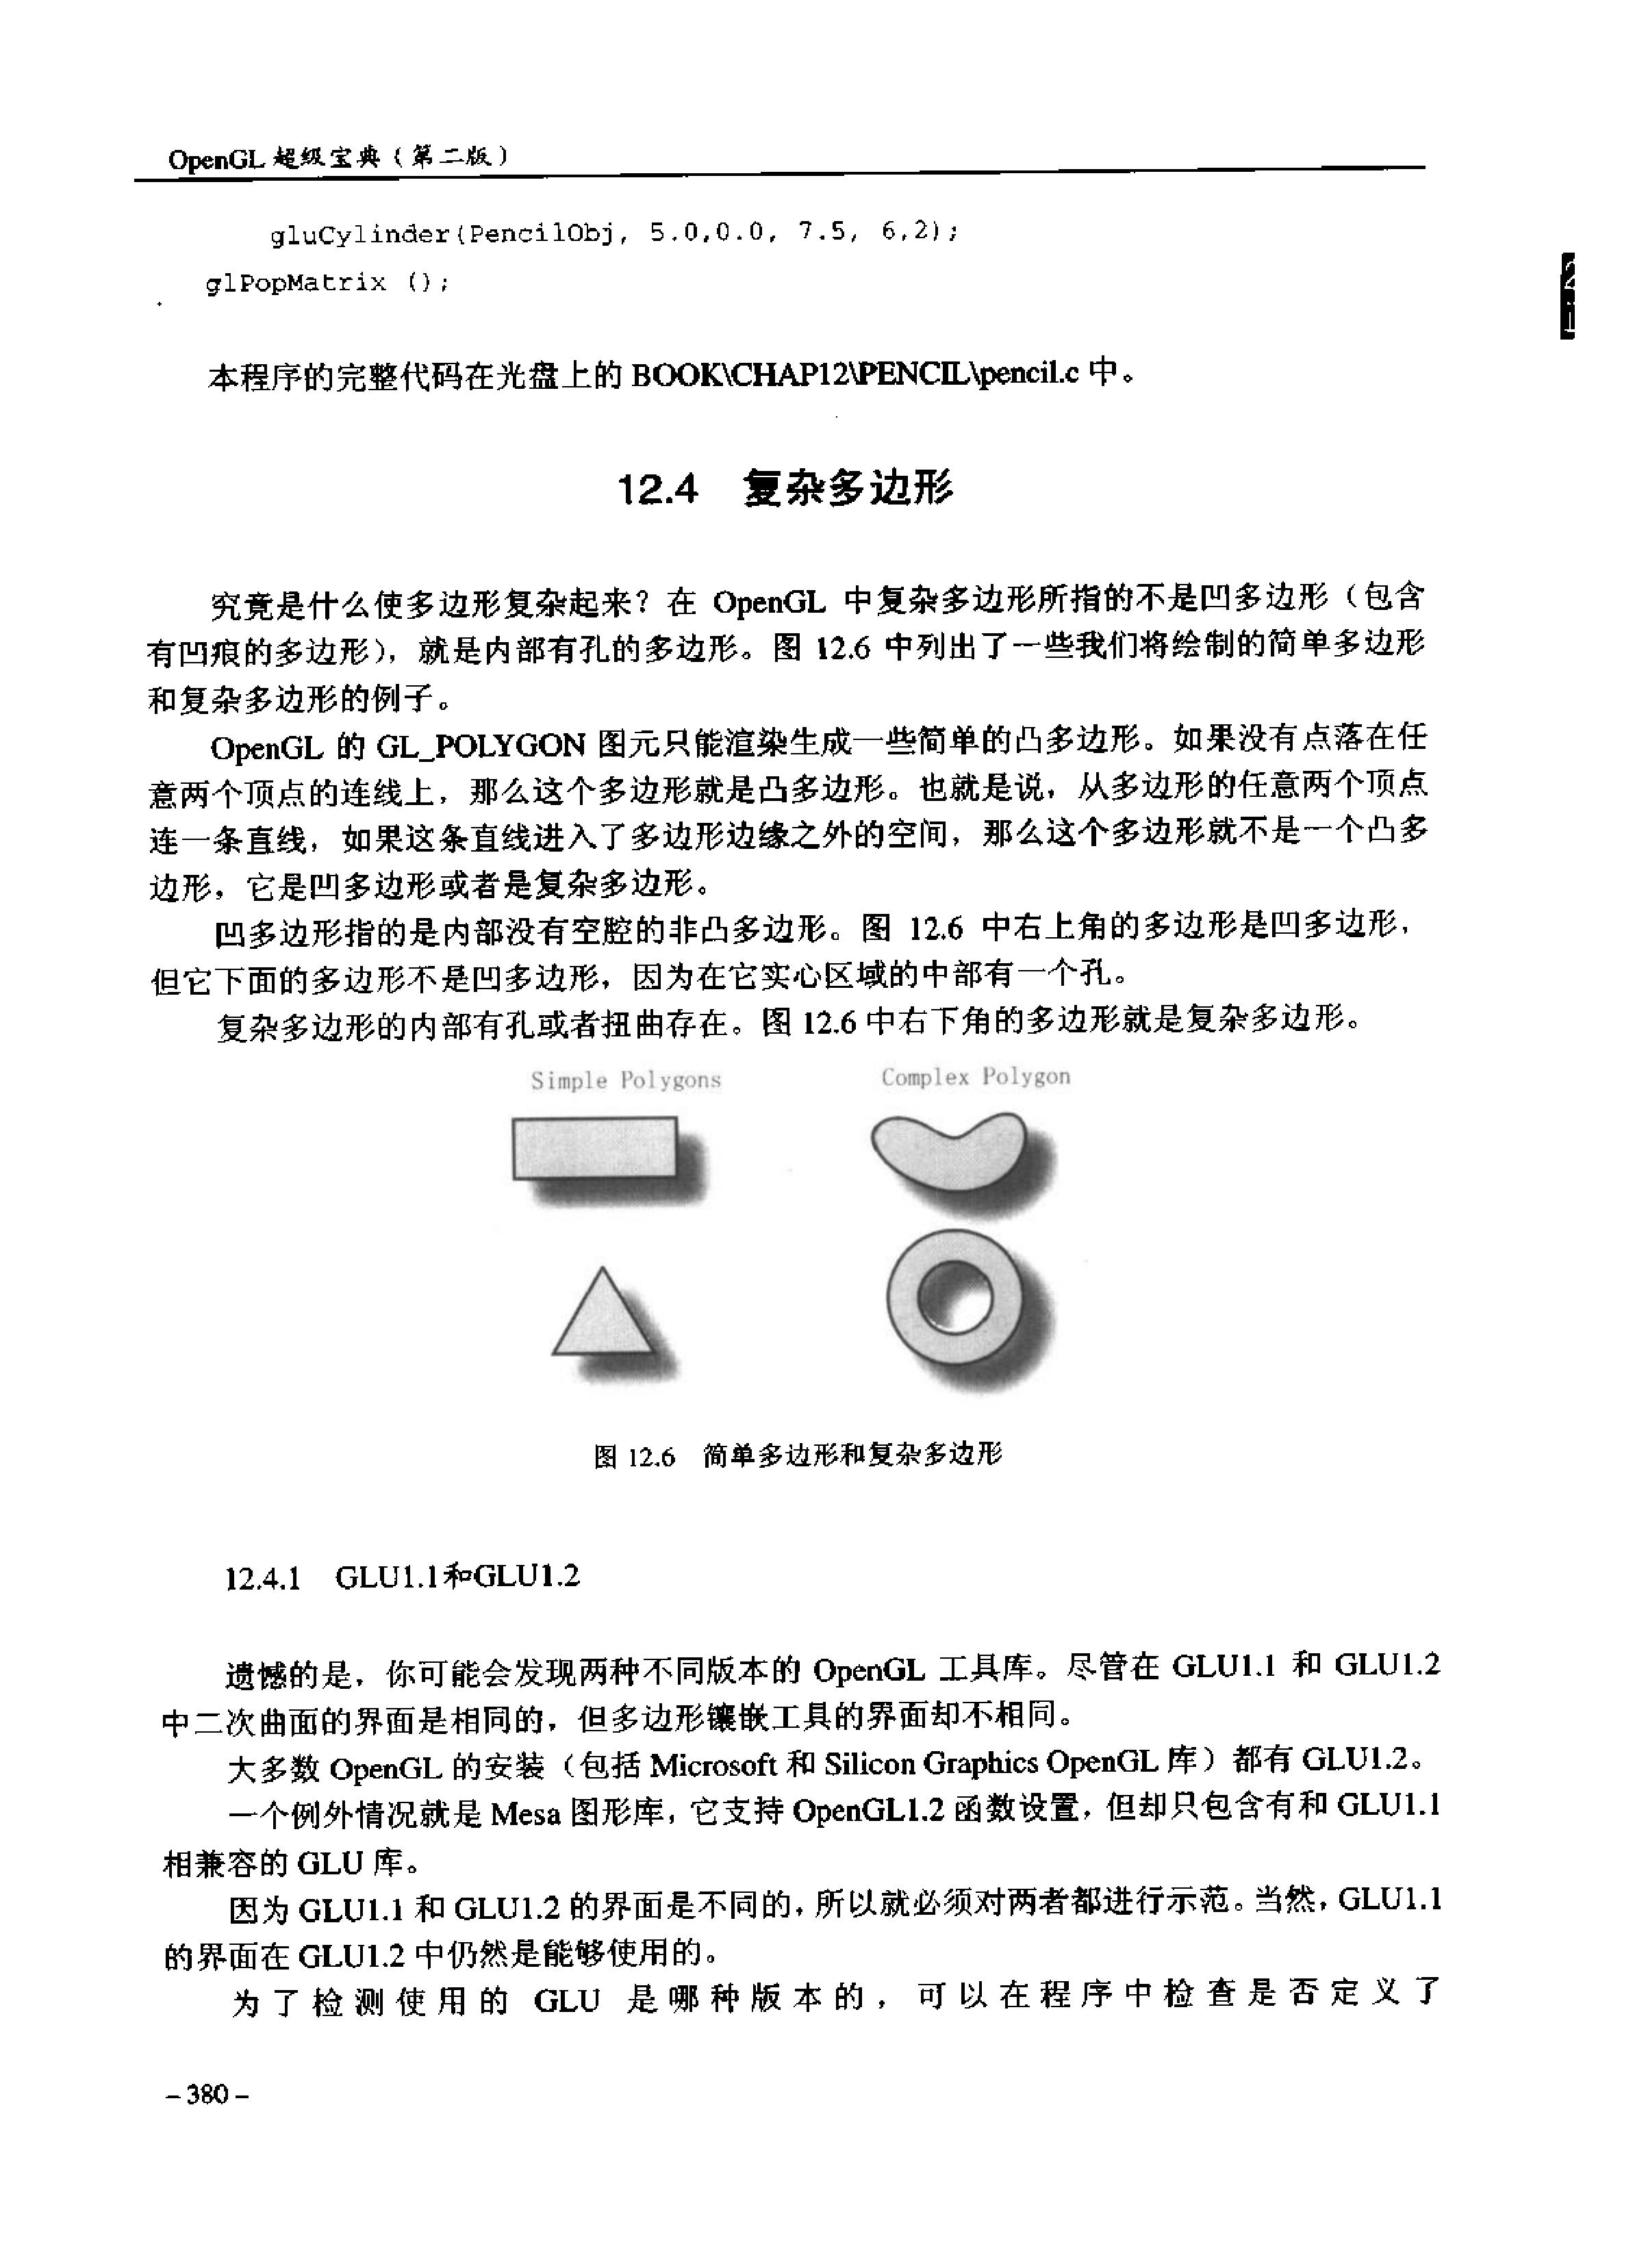 OpenGL 超级宝典（第二版）
gluCylinder(PencilObj, 5.0,0.0, 7.5, 6,2);
glPopMatrix ();
本程序的完整代码在光盘上的 BOOK\CHAP12\PENCIL\pencil.c 中。
12.4 复杂多边形
究竟是什么使多边形复杂起来？在 OpenGL 中复杂多边形所指的不是凹多边形（包含
有凹痕的多边形），就是内部有孔的多边形。图 12.6 中列出了一些我们将绘制的简单多边形
和复杂多边形的例子。
OpenGL 的 GL_POLYGON 图元只能渲染生成一些简单的凸多边形。如果没有点落在任
意两个顶点的连线上，那么这个多边形就是凸多边形。也就是说，从多边形的任意两个顶点
连一条直线，如果这条直线进入了多边形边缘之外的空间，那么这个多边形就不是一个凸多
边形，它是凹多边形或者是复杂多边形。
凹多边形指的是内部没有空腔的非凸多边形。图 12.6 中右上角的多边形是凹多边形，
但它下面的多边形不是凹多边形，因为在它实心区域的中部有一个孔。
复杂多边形的内部有孔或者扭曲存在。图 12.6 中右下角的多边形就是复杂多边形。
Simple Polygons Complex Polygon
图 12.6 简单多边形和复杂多边形
12.4.1 GLU1.1和GLU1.2
遗憾的是，你可能会发现两种不同版本的 OpenGL 工具库。尽管在 GLU1.1 和 GLU1.2
中二次曲面的界面是相同的，但多边形镶嵌工具的界面却不相同。
大多数 OpenGL 的安装（包括 Microsoft 和 Silicon Graphics OpenGL 库）都有 GLU1.2。
一个例外情况就是 Mesa 图形库，它支持 OpenGL1.2 函数设置，但却只包含有和 GLU1.1
相兼容的 GLU 库。
因为 GLU1.1 和 GLU1.2 的界面是不同的，所以就必须对两者都进行示范。当然，GLU1.1
的界面在 GLU1.2 中仍然是能够使用的。
为了检测使用的 GLU 是哪种版本的，可以在程序中检查是否定义了
– 380 –